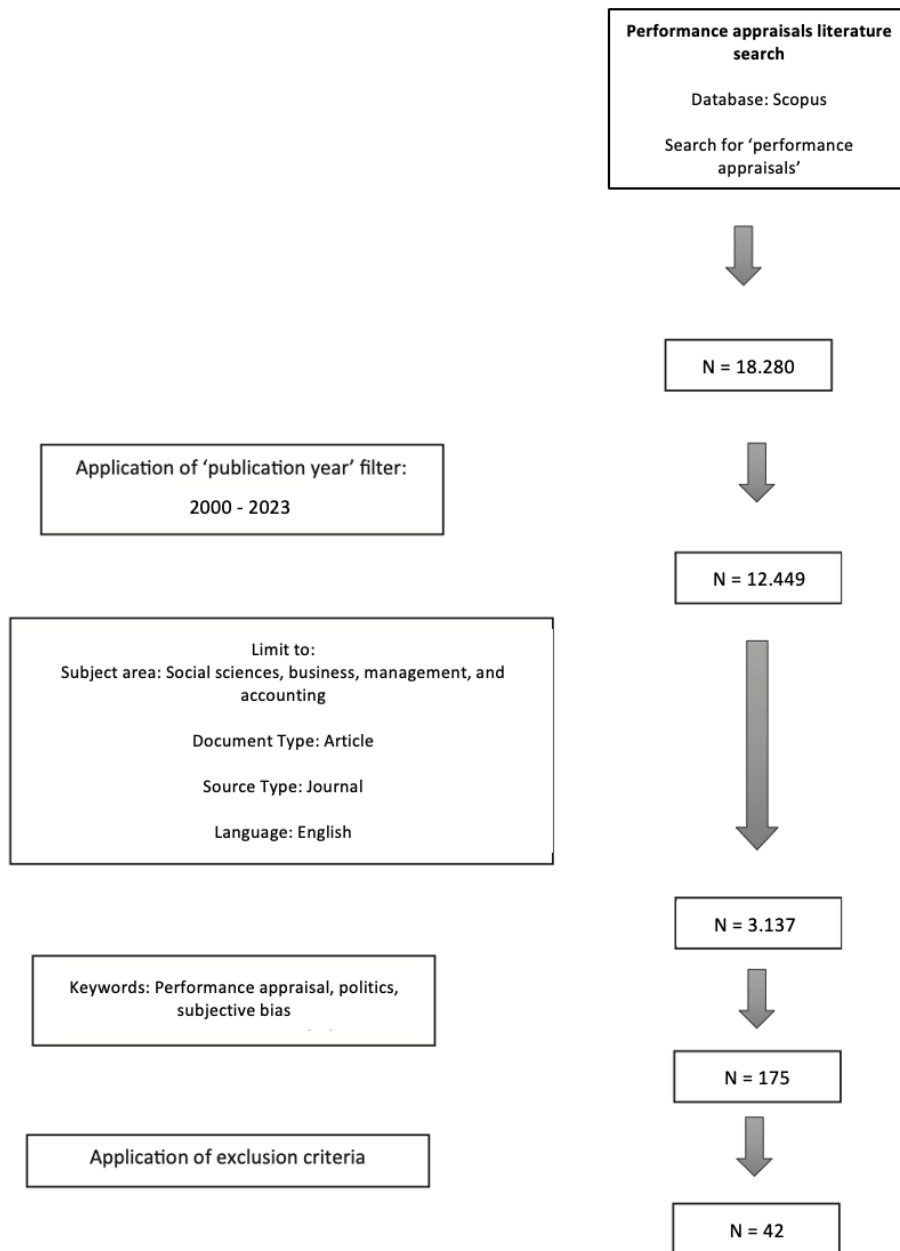 Performance appraisals literature
search
Database: Scopus
Search for ‘performance
appraisals’
N = 18.280
Application of ‘publication year’ filter:
2000 - 2023
N = 12.449
Limit to:
Subject area: Social sciences, business, management, and
accounting
Document Type: Article
Source Type: Journal
Language: English
N = 3.137
Keywords: Performance appraisal, politics,
subjective bias
N = 175
Application of exclusion criteria
N = 42